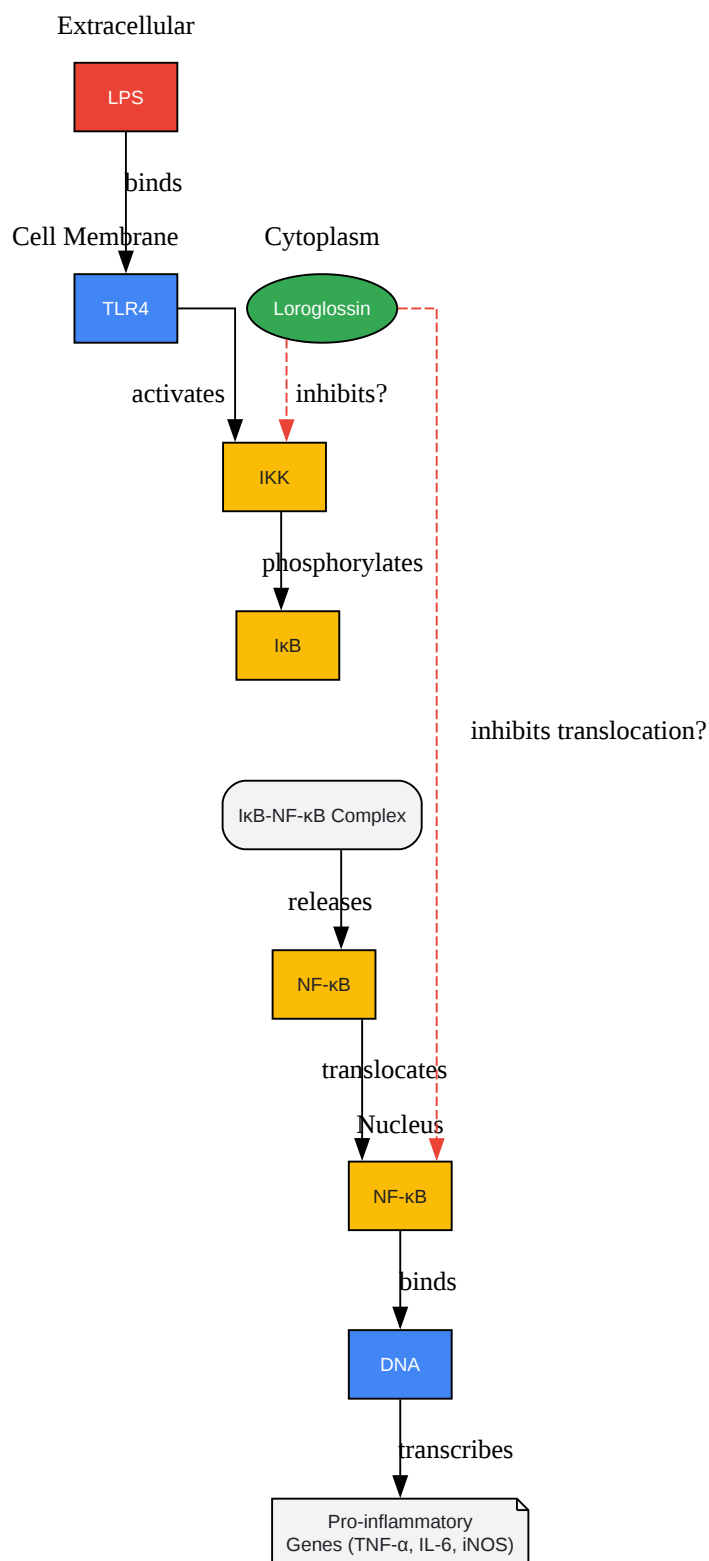 Extracellular
LPS
binds
Cell Membrane
Cytoplasm
TLR4
Loroglossin
activates
inhibits?
IKK
phosphorylates
IκB
inhibits translocation?
IκB-NF-κB Complex
releases
NF-κB
translocates
Nucleus
NF-κB
binds
DNA
transcribes
Pro-inflammatory
Genes (TNF-α, IL-6, iNOS)